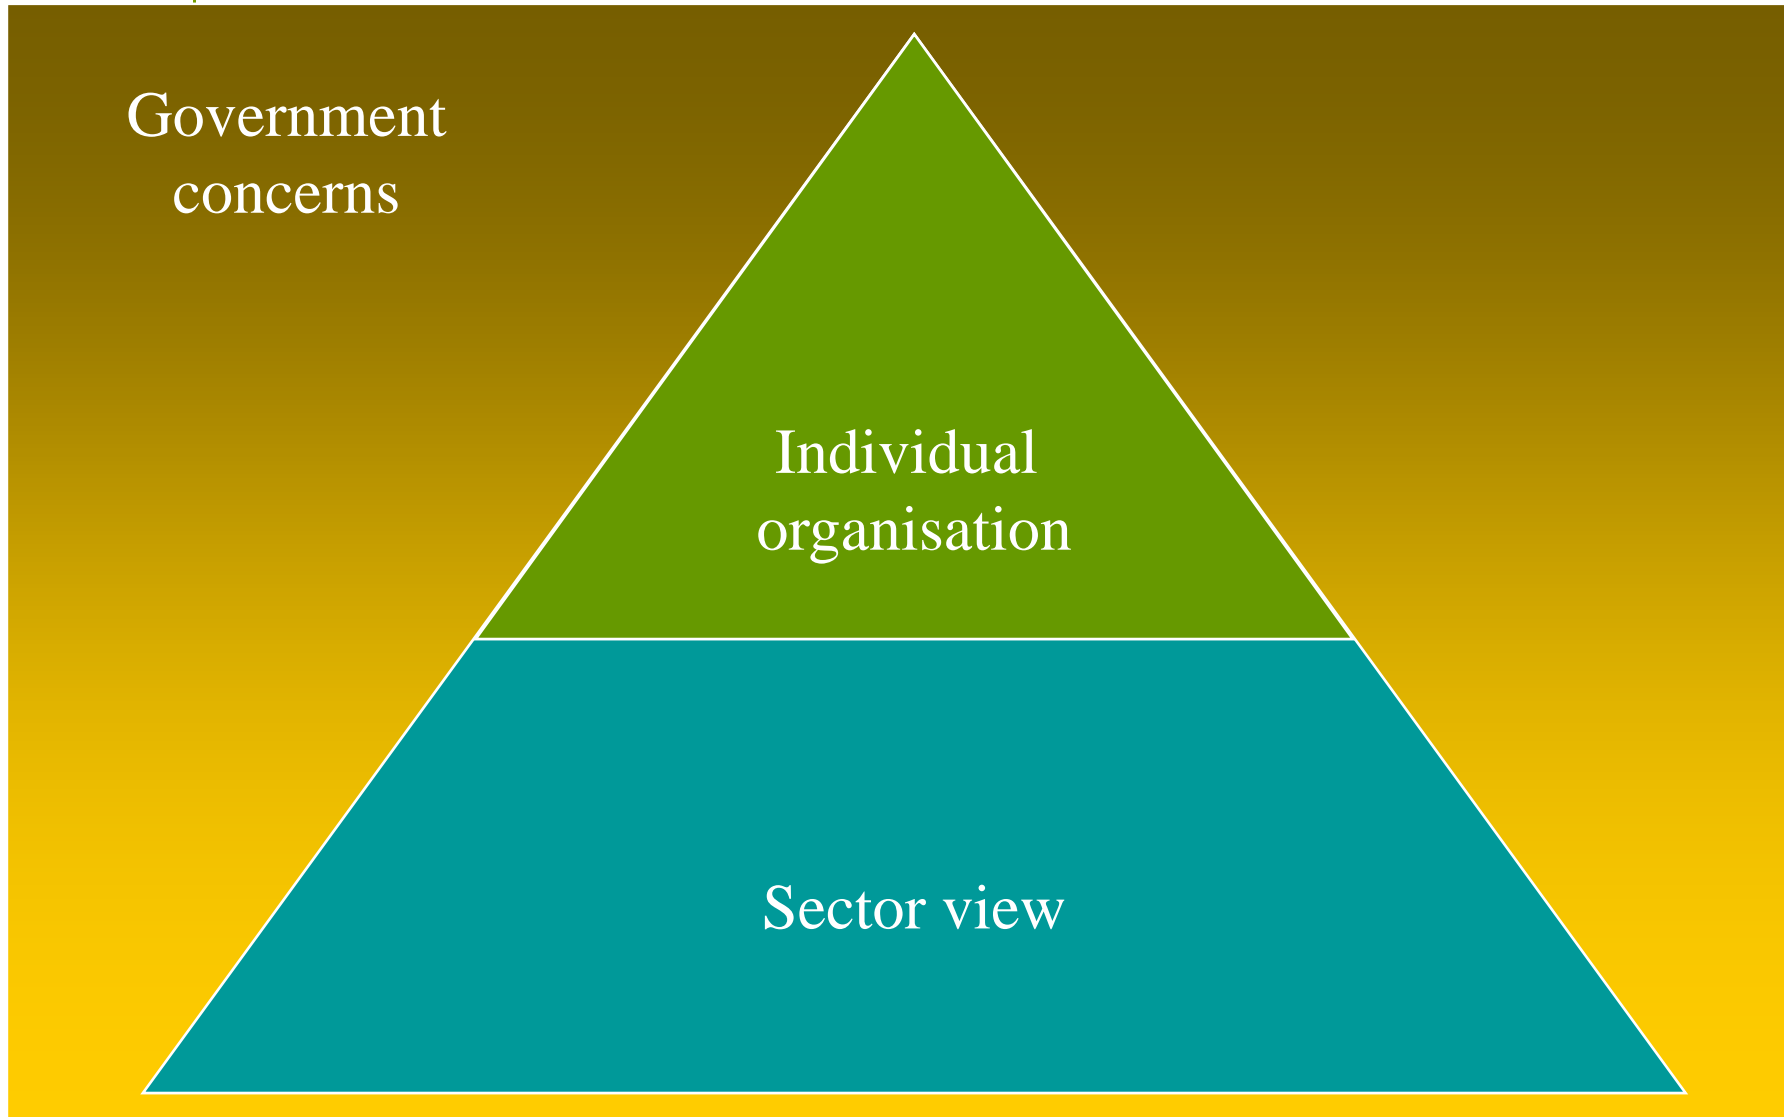 Government
concerns
Individual
organisation
Sector view